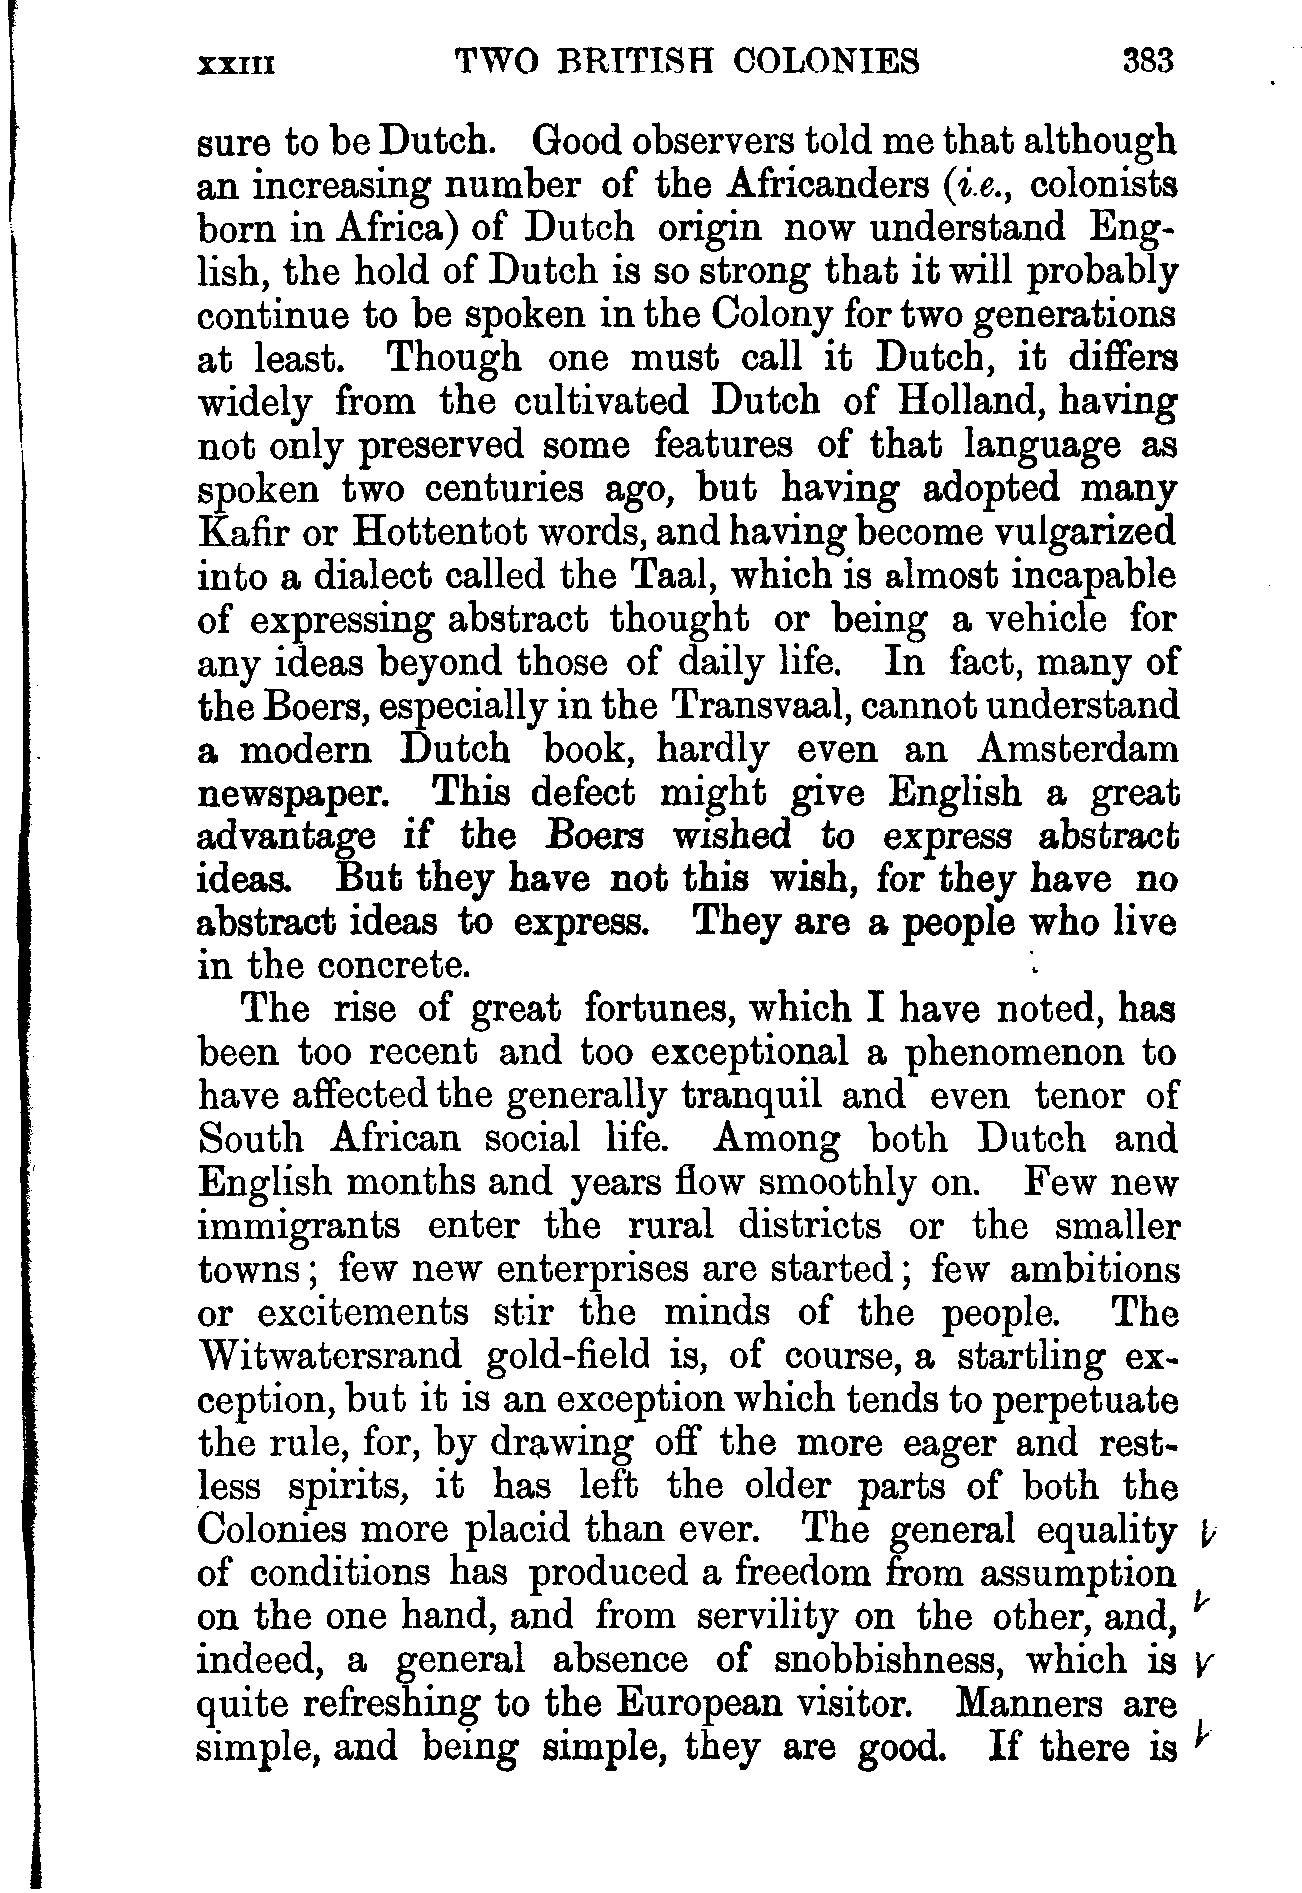 XXIII TWO BRITISH COLONIES 383
sure to be Dutch. Good observers told me that although
an increasing number of the Africanders (i.e., colonists
born in Africa) of Dutch origin now understand Eng-
lish, the hold of Dutch is so strong that it will probably
continue to be spoken in the Colony for two generations
at least. Though one must call it Dutch, it differs
widely from the cultivated Dutch of Holland, having
not only preserved some features of that language as
spoken two centuries ago, but having adopted many
Kafir or Hottentot words, and having become vulgarized
into a dialect called the Taal, which is almost incapable
of expressing abstract thought or being a vehicle for
any ideas beyond those of daily life. In fact, many of
the Boers, especially in the Transvaal, cannot understand
a modern Dutch book, hardly even an Amsterdam
newspaper. This defect might give English a great
advantage if the Boers wished to express abstract
ideas. But they have not this wish, for they have no
abstract ideas to express. They are a people who live
in the concrete.
The rise of great fortunes, which I have noted, has
been too recent and too exceptional a phenomenon to
have affected the generally tranquil and even tenor of
South African social life. Among both Dutch and
English months and years flow smoothly on. Few new
immigrants enter the rural districts or the smaller
towns; few new enterprises are started; few ambitions
or excitements stir the minds of the people. The
Witwatersrand gold-field is, of course, a startling ex-
ception, but it is an exception which tends to perpetuate
the rule, for, by drawing off the more eager and rest-
less spirits, it has left the older parts of both the
Colonies more placid than ever. The general equality
of conditions has produced a freedom from assumption
on the one hand, and from servility on the other, and,
indeed, a general absence of snobbishness, which is
quite refreshing to the European visitor. Manners are
simple, and being simple, they are good. If there is